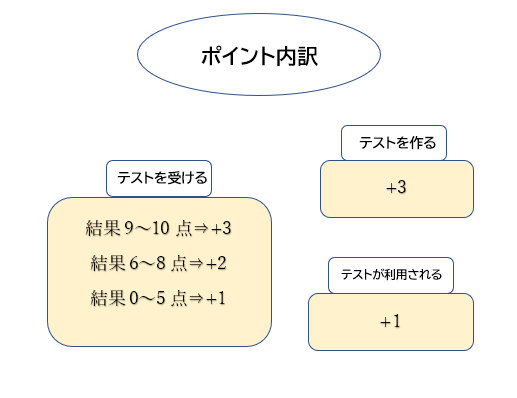 ポイント内訳
テストを受ける
結果9～10点⇒+3
結果6～8点⇒+2
結果0～5点⇒+1
テストを作る
+3
テストが利用される
+1